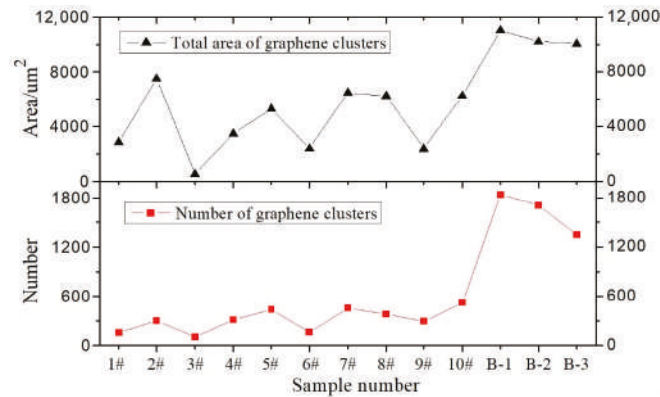 12,000
8000
4000
0
Area/um²
Total area of graphene clusters
12,000
8000
4000
0
1800
1200
600
0
Number
Number of graphene clusters
1800
1200
600
0
1# 2# 3# 4# 5# 6# 7# 8# 9# 10# B-1 B-2 B-3
Sample number